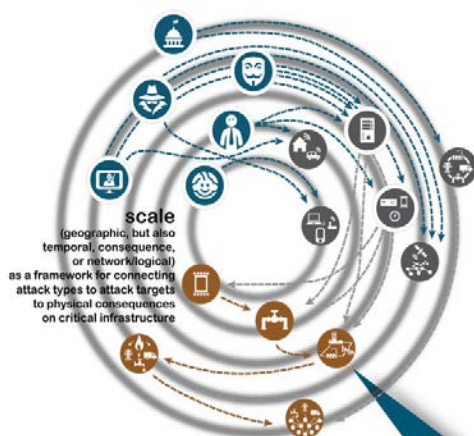 scale
(geographic, but also
temporal, consequence,
or network/logical)
as a framework for connecting
attack types to attack targets
to physical consequences
on critical infrastructure